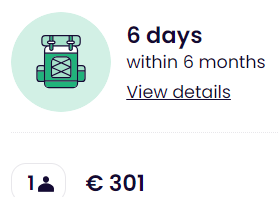 6 days
within 6 months
View details
1
€ 301